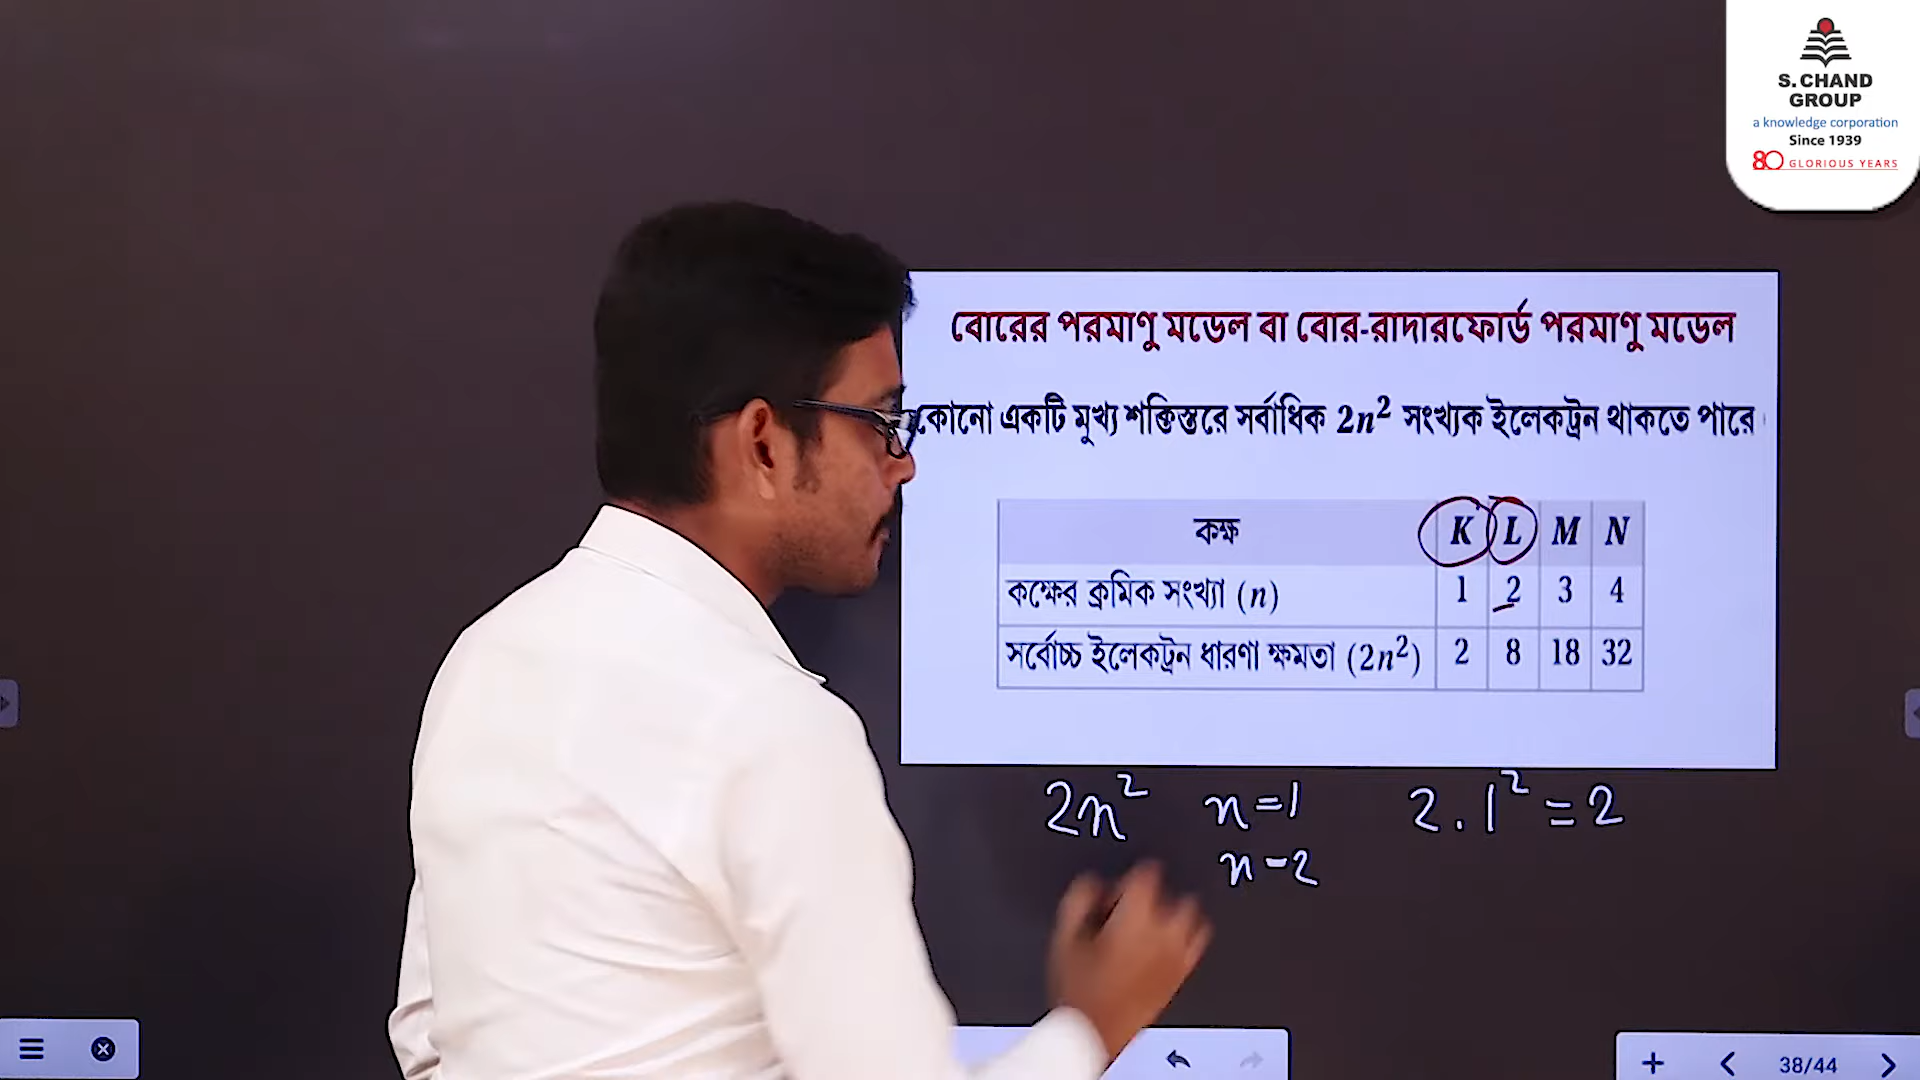 S. CHAND
GROUP
a knowledge corporation
Since 1939
80 GLORIOUS YEARS
বোরের পরমাণু মডেল বা বোর-রাদারফোর্ড পরমাণু মডেল
কোনো একটি মুখ্য শক্তিস্তরে সর্বাধিক 2n² সংখ্যক ইলেকট্রন থাকতে পারে
কক্ষ K L M N
কক্ষের ক্রমিক সংখ্যা (n) 1 2 3 4
সর্বোচ্চ ইলেকট্রন ধারণা ক্ষমতা (2n²) 2 8 18 32
2n² n=1 2.1² = 2
n-2
38/44